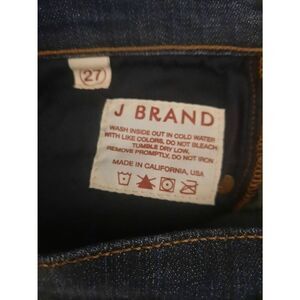 27
J BRAND
WASH INSIDE OUT IN COLD WATER
WITH LIKE COLORS, DO NOT BLEACH
TUMBLE DRY LOW,
REMOVE PROMPTLY, DO NOT IRON
MADE IN CALIFORNIA, USA